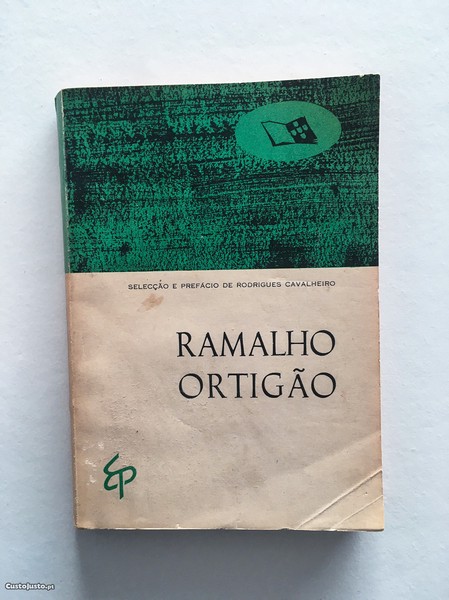 SELECÇÃO E PREFÁCIO DE RODRIGUES CAVALHEIRO
RAMALHO
ORTIGÃO
EP
CustoJusto.pt